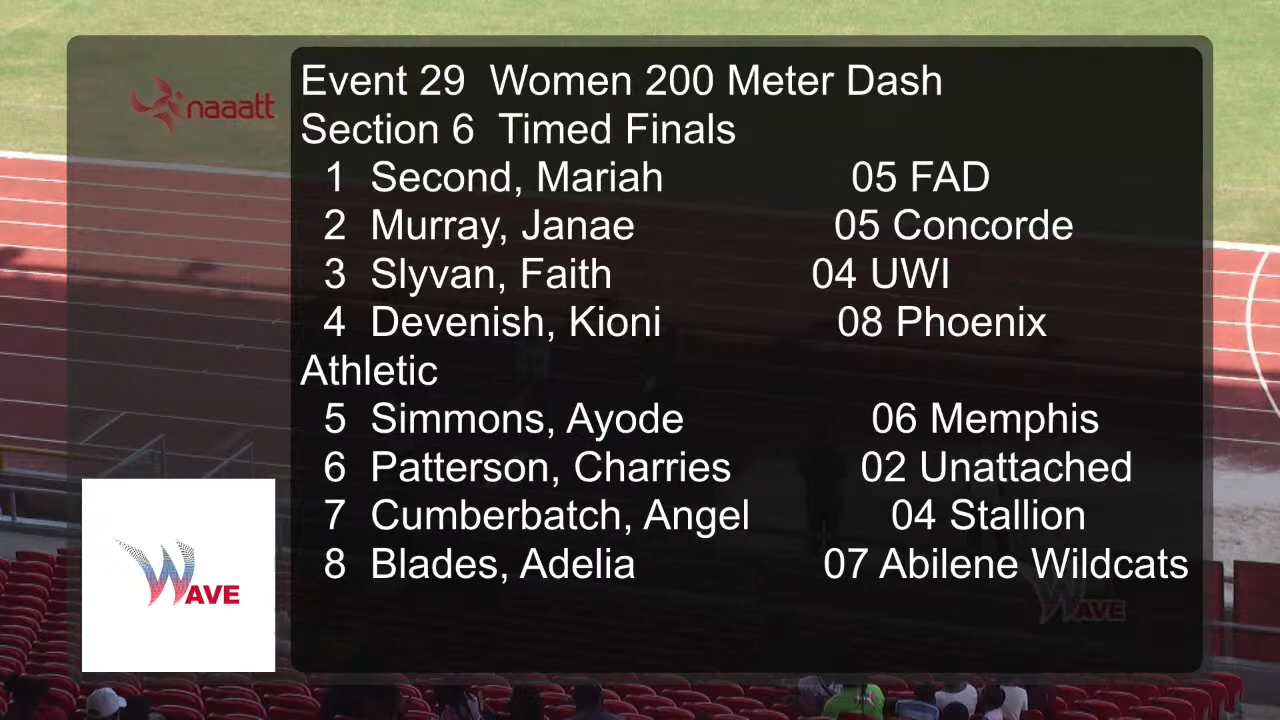 naaatt
Event 29 Women 200 Meter Dash
Section 6 Timed Finals
1 Second, Mariah 05 FAD
2 Murray, Janae 05 Concorde
3 Slyvan, Faith 04 UWI
4 Devenish, Kioni 08 Phoenix
Athletic
5 Simmons, Ayode 06 Memphis
6 Patterson, Charries 02 Unattached
7 Cumberbatch, Angel 04 Stallion
8 Blades, Adelia 07 Abilene Wildcats
WAVE
WAVE